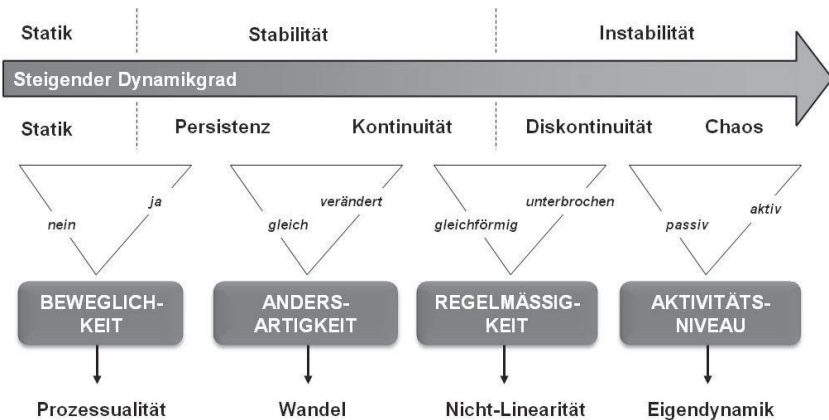 Statik Stabilität Instabilität
Steigender Dynamikgrad
Statik Persistenz Kontinuität Diskontinuität Chaos
nein ja gleich verändert gleichförmig unterbrochen passiv aktiv
BEWEGLICH-
KEIT
ANDERS-
ARTIGKEIT
REGELMÄSSIG-
KEIT
AKTIVITÄTS-
NIVEAU
Prozessualität Wandel Nicht-Linearität Eigendynamik